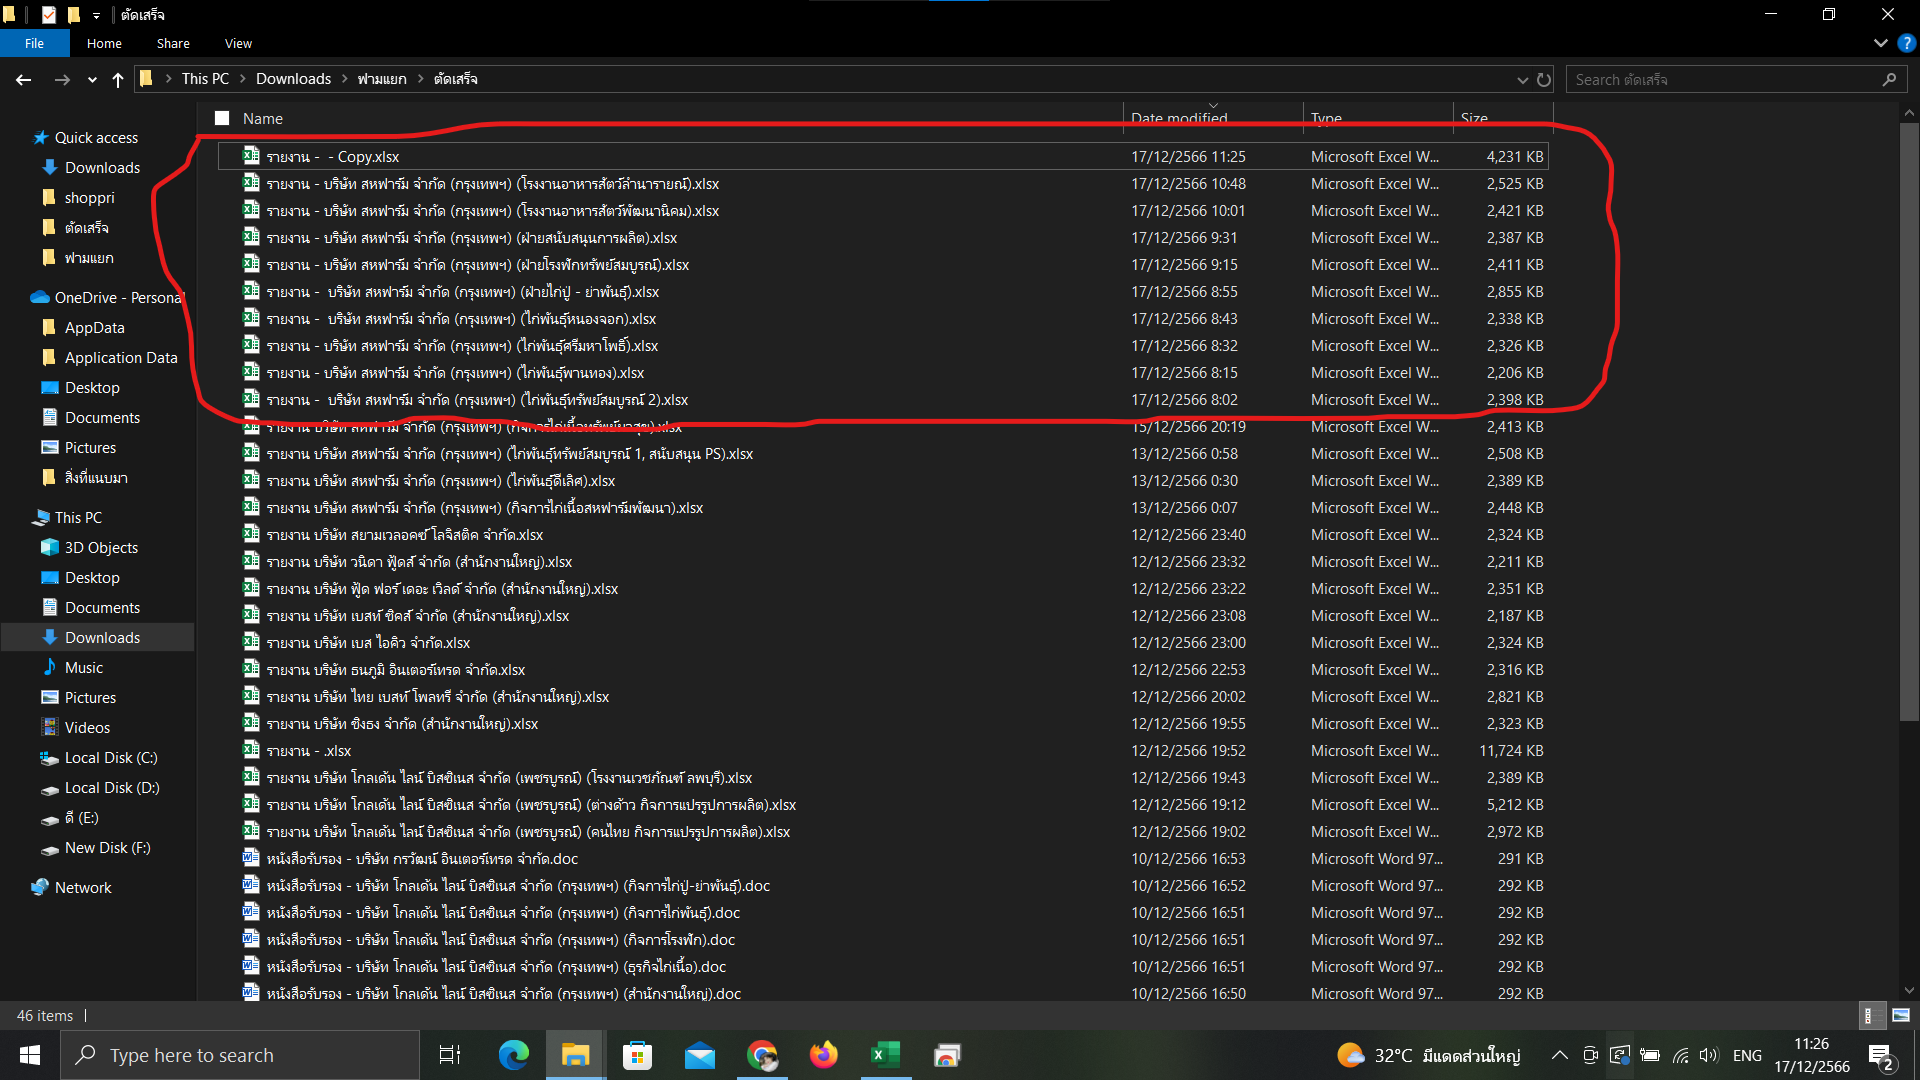 ตัดเสร็จ
File Home Share View
This PC Downloads ฟามแยก ตัดเสร็จ
Search ตัดเสร็จ
Name Date modified Type Size
Quick access
Downloads
shoppri
ตัดเสร็จ
ฟามแยก
OneDrive - Personal
AppData
Application Data
Desktop
Documents
Pictures
สิ่งที่แนบมา
This PC
3D Objects
Desktop
Documents
Downloads
Music
Pictures
Videos
Local Disk (C:)
Local Disk (D:)
ดี (E:)
New Disk (F:)
Network
รายงาน -  - Copy.xlsx 17/12/2566 11:25 Microsoft Excel W... 4,231 KB
รายงาน - บริษัท สหฟาร์ม จำกัด (กรุงเทพฯ) (โรงงานอาหารสัตว์ลำนารายณ์).xlsx 17/12/2566 10:48 Microsoft Excel W... 2,525 KB
รายงาน - บริษัท สหฟาร์ม จำกัด (กรุงเทพฯ) (โรงงานอาหารสัตว์พัฒนานิคม).xlsx 17/12/2566 10:01 Microsoft Excel W... 2,421 KB
รายงาน - บริษัท สหฟาร์ม จำกัด (กรุงเทพฯ) (ฝ่ายสนับสนุนการผลิต).xlsx 17/12/2566 9:31 Microsoft Excel W... 2,387 KB
รายงาน - บริษัท สหฟาร์ม จำกัด (กรุงเทพฯ) (ฝ่ายโรงฟักทรัพย์สมบูรณ์).xlsx 17/12/2566 9:15 Microsoft Excel W... 2,411 KB
รายงาน -  บริษัท สหฟาร์ม จำกัด (กรุงเทพฯ) (ฝ่ายไก่ปู่ - ย่าพันธุ์).xlsx 17/12/2566 8:55 Microsoft Excel W... 2,855 KB
รายงาน -  บริษัท สหฟาร์ม จำกัด (กรุงเทพฯ) (ไก่พันธุ์หนองจอก).xlsx 17/12/2566 8:43 Microsoft Excel W... 2,338 KB
รายงาน - บริษัท สหฟาร์ม จำกัด (กรุงเทพฯ) (ไก่พันธุ์ศรีมหาโพธิ์).xlsx 17/12/2566 8:32 Microsoft Excel W... 2,326 KB
รายงาน - บริษัท สหฟาร์ม จำกัด (กรุงเทพฯ) (ไก่พันธุ์พานทอง).xlsx 17/12/2566 8:15 Microsoft Excel W... 2,206 KB
รายงาน -  บริษัท สหฟาร์ม จำกัด (กรุงเทพฯ) (ไก่พันธุ์ทรัพย์สมบูรณ์ 2).xlsx 17/12/2566 8:02 Microsoft Excel W... 2,398 KB
รายงาน บริษัท สหฟาร์ม จำกัด (กรุงเทพฯ) 15/12/2566 20:19 Microsoft Excel W... 2,413 KB
รายงาน บริษัท สหฟาร์ม จำกัด (กรุงเทพฯ) (ไก่พันธุ์ทรัพย์สมบูรณ์ 1, สนับสนุน PS).xlsx 13/12/2566 0:58 Microsoft Excel W... 2,508 KB
รายงาน บริษัท สหฟาร์ม จำกัด (กรุงเทพฯ) (ไก่พันธุ์ดีเลิศ).xlsx 13/12/2566 0:30 Microsoft Excel W... 2,389 KB
รายงาน บริษัท สหฟาร์ม จำกัด (กรุงเทพฯ) (กิจการไก่เนื้อสหฟาร์มพัฒนา).xlsx 13/12/2566 0:07 Microsoft Excel W... 2,448 KB
รายงาน บริษัท สยามเวลอคซ์ โลจิสติค จำกัด.xlsx 12/12/2566 23:40 Microsoft Excel W... 2,324 KB
รายงาน บริษัท วนิดา ฟู้ดส์ จำกัด (สำนักงานใหญ่).xlsx 12/12/2566 23:32 Microsoft Excel W... 2,211 KB
รายงาน บริษัท ฟู้ด ฟอร์ เดอะ เวิลด์ จำกัด (สำนักงานใหญ่).xlsx 12/12/2566 23:22 Microsoft Excel W... 2,351 KB
รายงาน บริษัท เบสท์ ชิคส์ จำกัด (สำนักงานใหญ่).xlsx 12/12/2566 23:08 Microsoft Excel W... 2,187 KB
รายงาน บริษัท เบส ไอคิว จำกัด.xlsx 12/12/2566 23:00 Microsoft Excel W... 2,324 KB
รายงาน บริษัท ธนภูมิ อินเตอร์เทรด จำกัด.xlsx 12/12/2566 22:53 Microsoft Excel W... 2,316 KB
รายงาน บริษัท ไทย เบสท์ โพลทรี จำกัด (สำนักงานใหญ่).xlsx 12/12/2566 20:02 Microsoft Excel W... 2,821 KB
รายงาน บริษัท ชิงธง จำกัด (สำนักงานใหญ่).xlsx 12/12/2566 19:55 Microsoft Excel W... 2,323 KB
รายงาน - .xlsx 12/12/2566 19:52 Microsoft Excel W... 11,724 KB
รายงาน บริษัท โกลเด้น ไลน์ บิสซิเนส จำกัด (เพชรบูรณ์) (โรงงานเวชภัณฑ์ ลพบุรี).xlsx 12/12/2566 19:43 Microsoft Excel W... 2,389 KB
รายงาน บริษัท โกลเด้น ไลน์ บิสซิเนส จำกัด (เพชรบูรณ์) (ต่างด้าว กิจการแปรรูปการผลิต).xlsx 12/12/2566 19:12 Microsoft Excel W... 5,212 KB
รายงาน บริษัท โกลเด้น ไลน์ บิสซิเนส จำกัด (เพชรบูรณ์) (คนไทย กิจการแปรรูปการผลิต).xlsx 12/12/2566 19:02 Microsoft Excel W... 2,972 KB
หนังสือรับรอง - บริษัท กรวัฒน์ อินเตอร์เทรด จำกัด.doc 10/12/2566 16:53 Microsoft Word 97... 291 KB
หนังสือรับรอง - บริษัท โกลเด้น ไลน์ บิสซิเนส จำกัด (กรุงเทพฯ) (กิจการไก่ปู่-ย่าพันธุ์).doc 10/12/2566 16:52 Microsoft Word 97... 292 KB
หนังสือรับรอง - บริษัท โกลเด้น ไลน์ บิสซิเนส จำกัด (กรุงเทพฯ) (กิจการไก่พันธุ์).doc 10/12/2566 16:51 Microsoft Word 97... 292 KB
หนังสือรับรอง - บริษัท โกลเด้น ไลน์ บิสซิเนส จำกัด (กรุงเทพฯ) (กิจการโรงฟัก).doc 10/12/2566 16:51 Microsoft Word 97... 292 KB
หนังสือรับรอง - บริษัท โกลเด้น ไลน์ บิสซิเนส จำกัด (กรุงเทพฯ) (ธุรกิจไก่เนื้อ).doc 10/12/2566 16:51 Microsoft Word 97... 292 KB
หนังสือรับรอง - บริษัท โกลเด้น ไลน์ บิสซิเนส จำกัด (กรุงเทพฯ) (สำนักงานใหญ่).doc 10/12/2566 16:50 Microsoft Word 97... 292 KB
46 items
Type here to search
32°C มีแดดส่วนใหญ่ ENG 11:26
17/12/2566
2